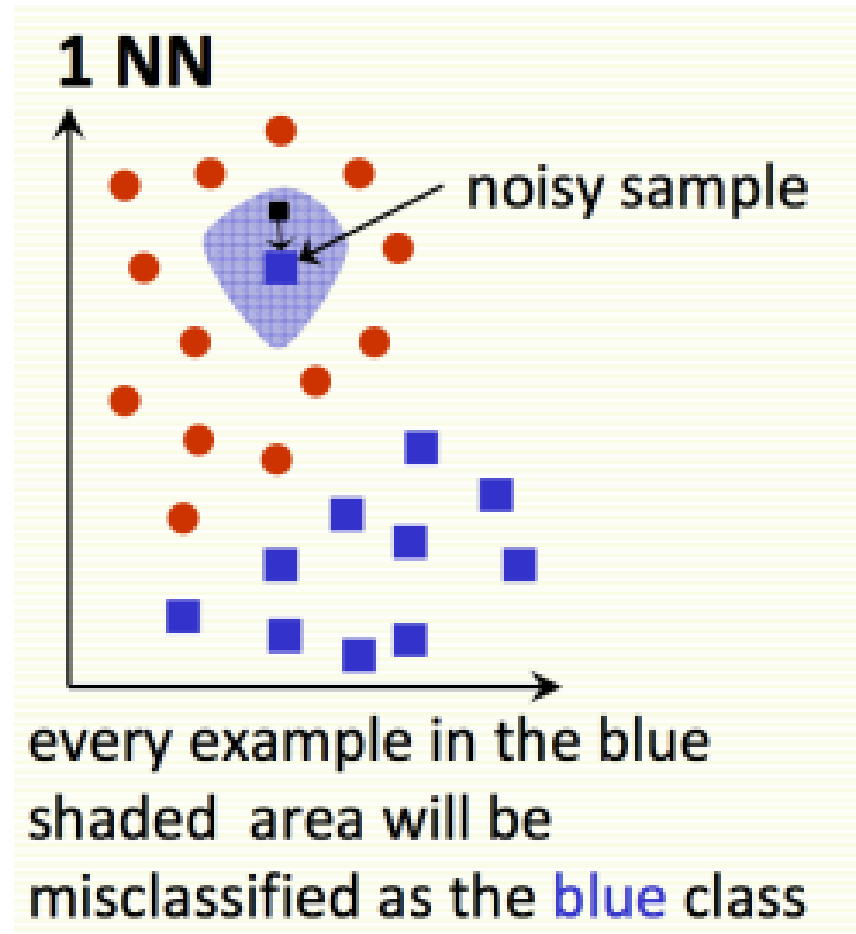 1 NN
noisy sample
every example in the blue
shaded area will be
misclassified as the blue class